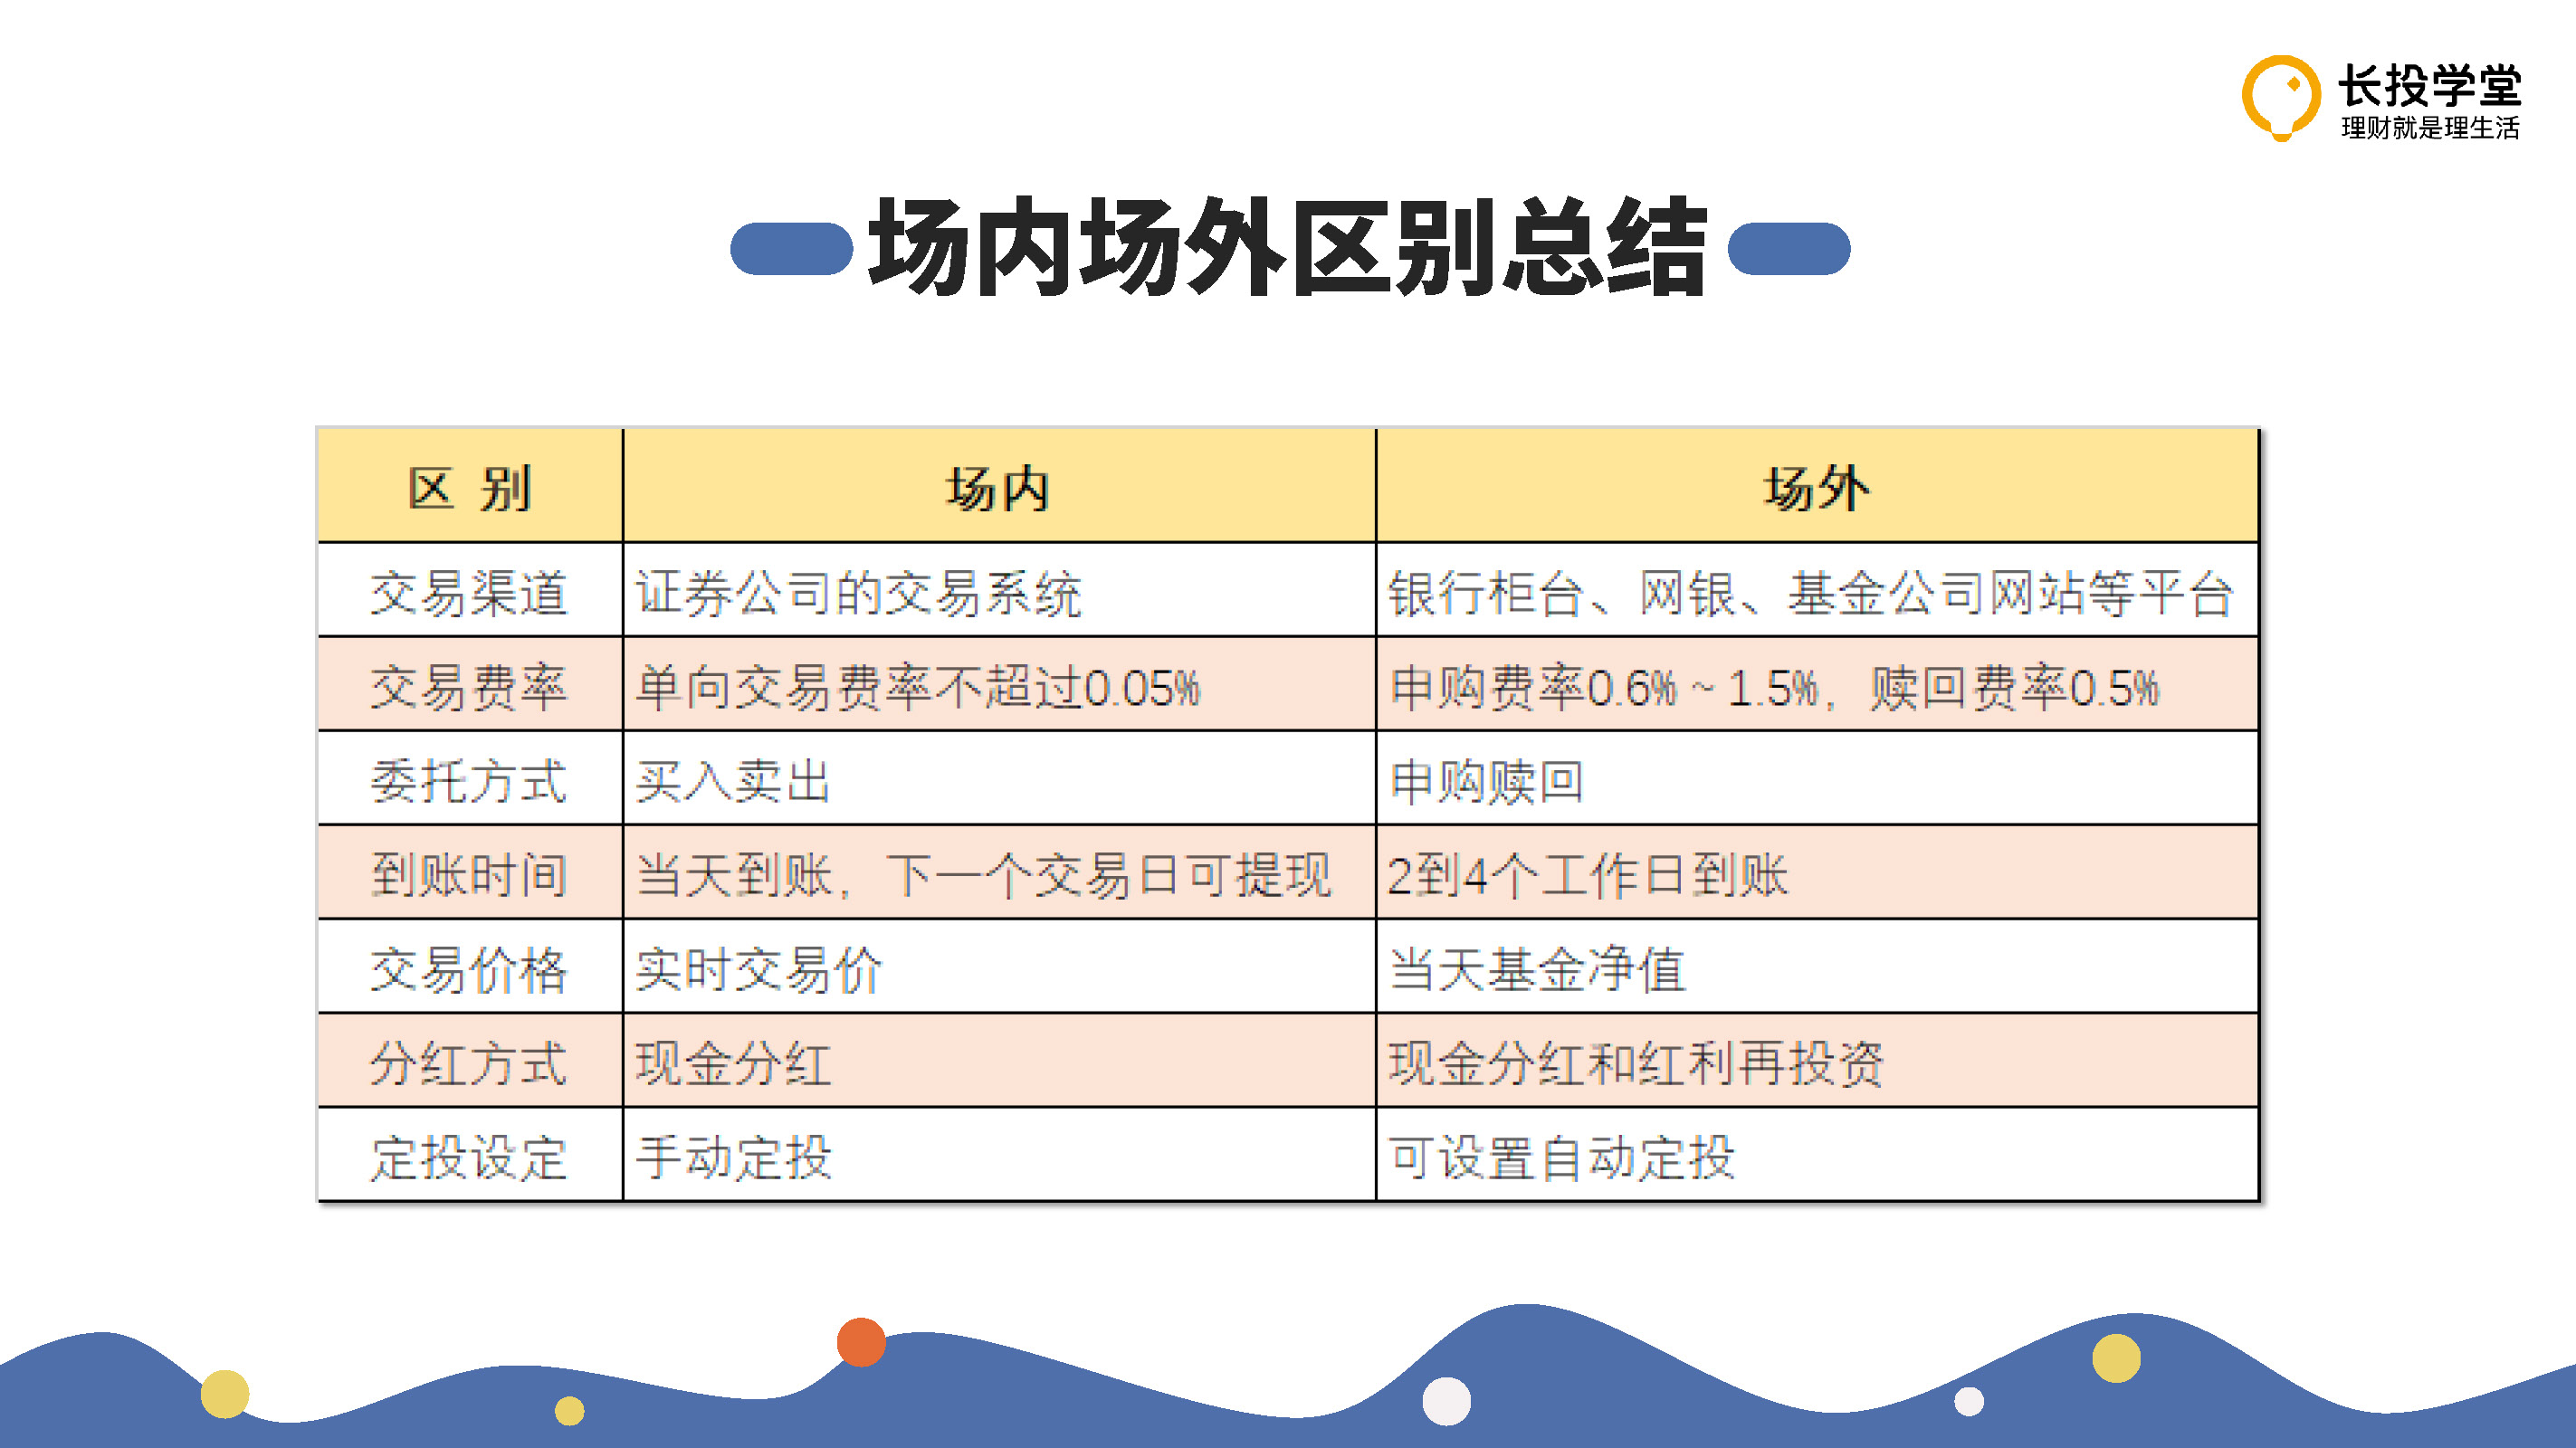 长投学堂
理财就是理生活
场内场外区别总结
区 别 场内 场外
交易渠道 证券公司的交易系统 银行柜台、网银、基金公司网站等平台
交易费率 单向交易费率不超过0.05% 申购费率0.6%~1.5%，赎回费率0.5%
委托方式 买入卖出 申购赎回
到账时间 当天到账，下一个交易日可提现 2到4个工作日到账
交易价格 实时交易价 当天基金净值
分红方式 现金分红 现金分红和红利再投资
定投设定 手动定投 可设置自动定投